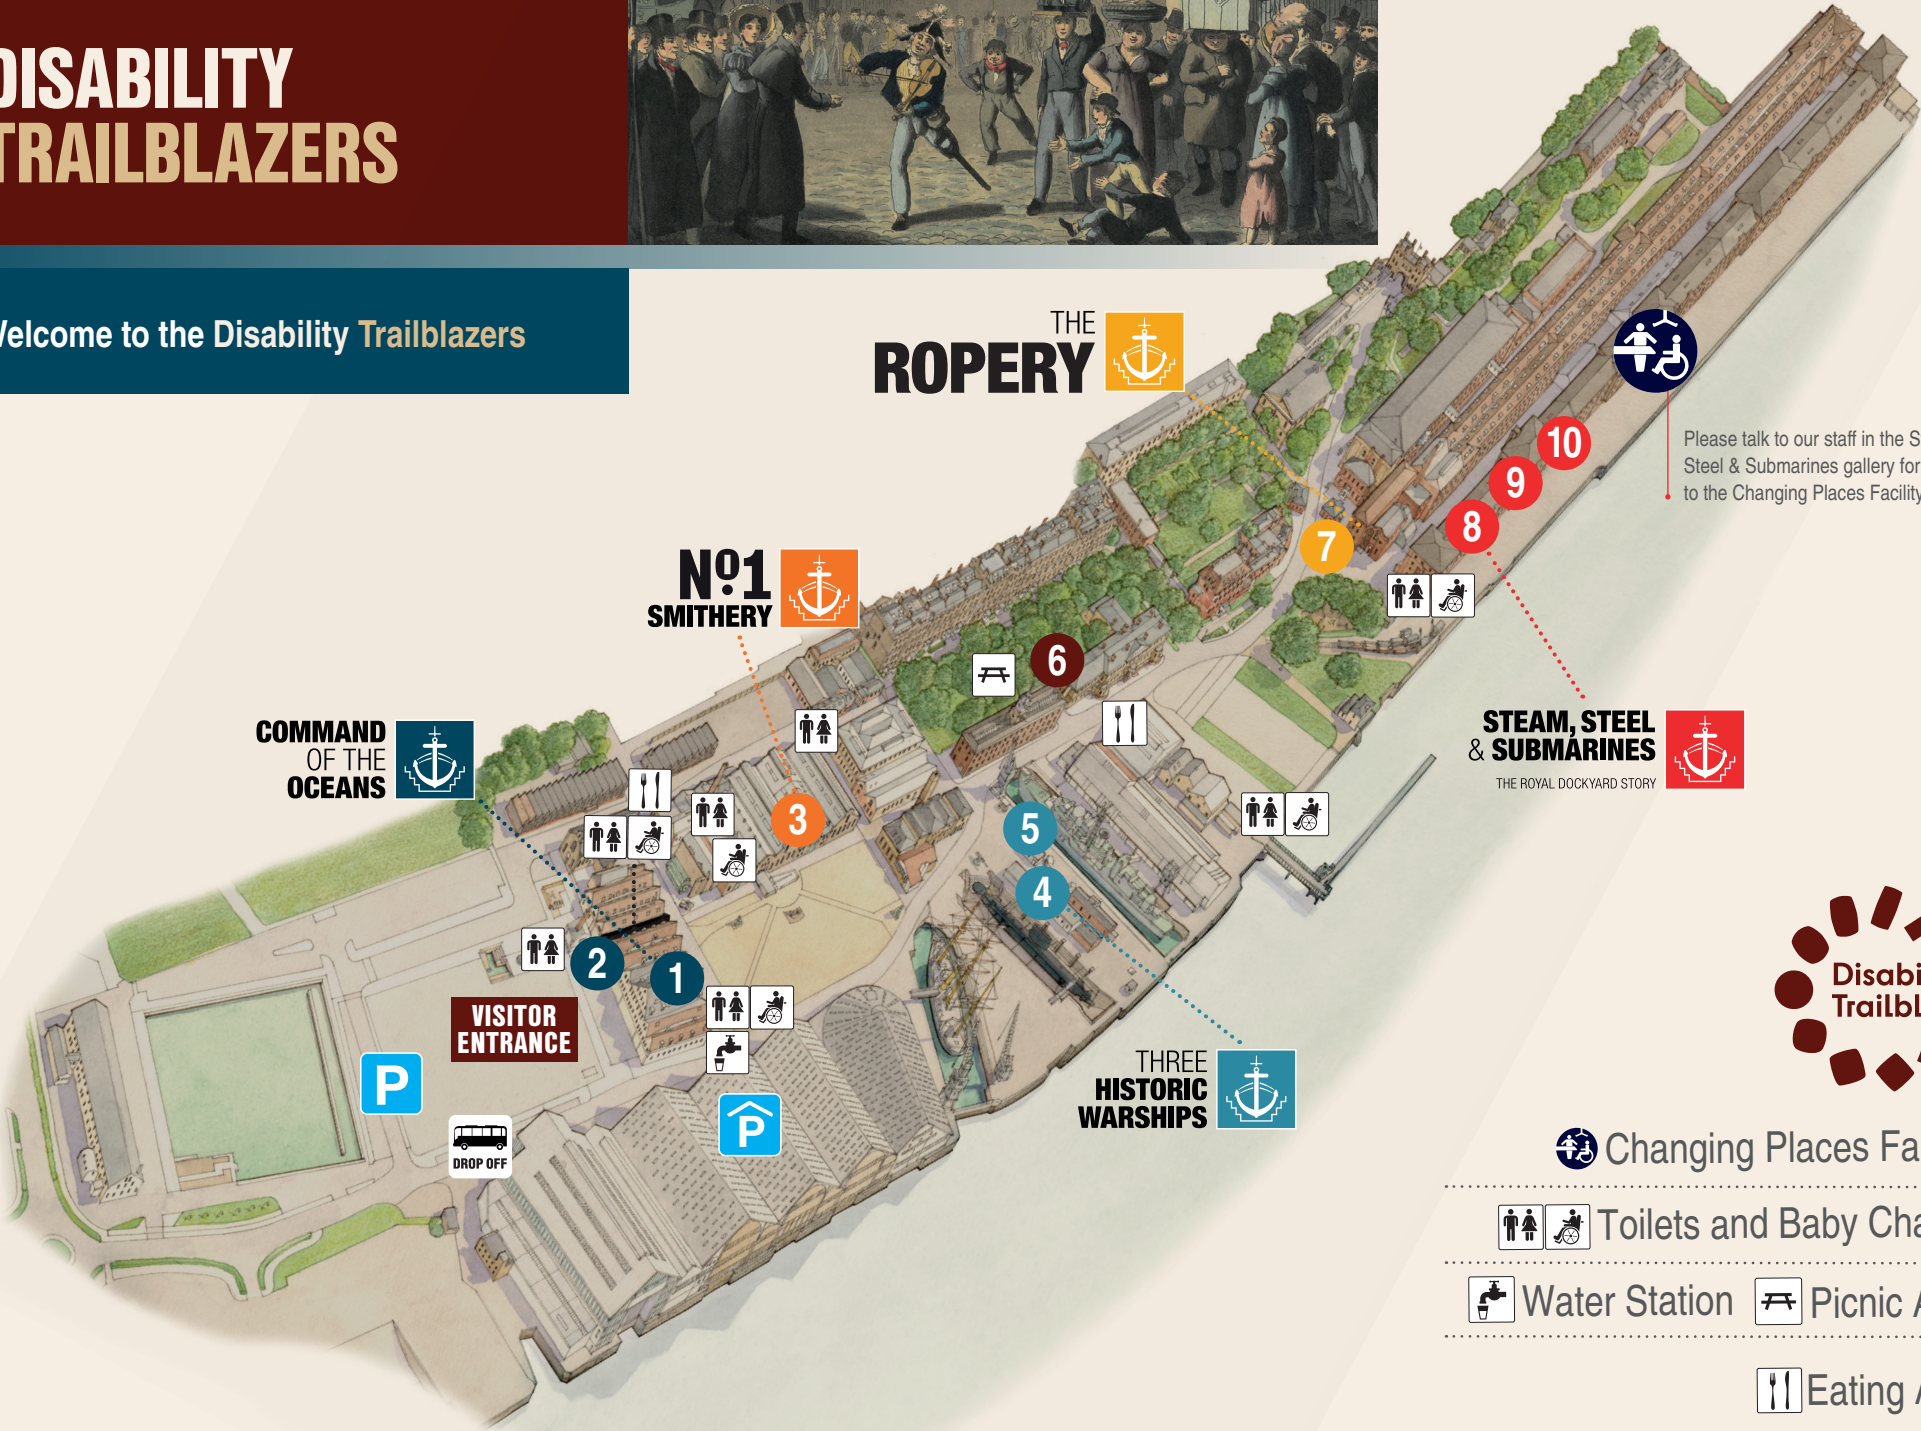 DISABILITY
TRAILBLAZERS
Welcome to the Disability Trailblazers
THE
ROPERY
10
9
8
7
Please talk to our staff in the
Steel & Submarines gallery for
to the Changing Places Facility
Nº1
SMITHERY
6
COMMAND
OF THE
OCEANS
STEAM, STEEL
& SUBMARINES
THE ROYAL DOCKYARD STORY
3
5
4
2
1
VISITOR
ENTRANCE
P
P
DROP OFF
THREE
HISTORIC
WARSHIPS
Disabi
Trailbl
Changing Places Fa
Toilets and Baby Cha
Water Station
Picnic A
Eating A